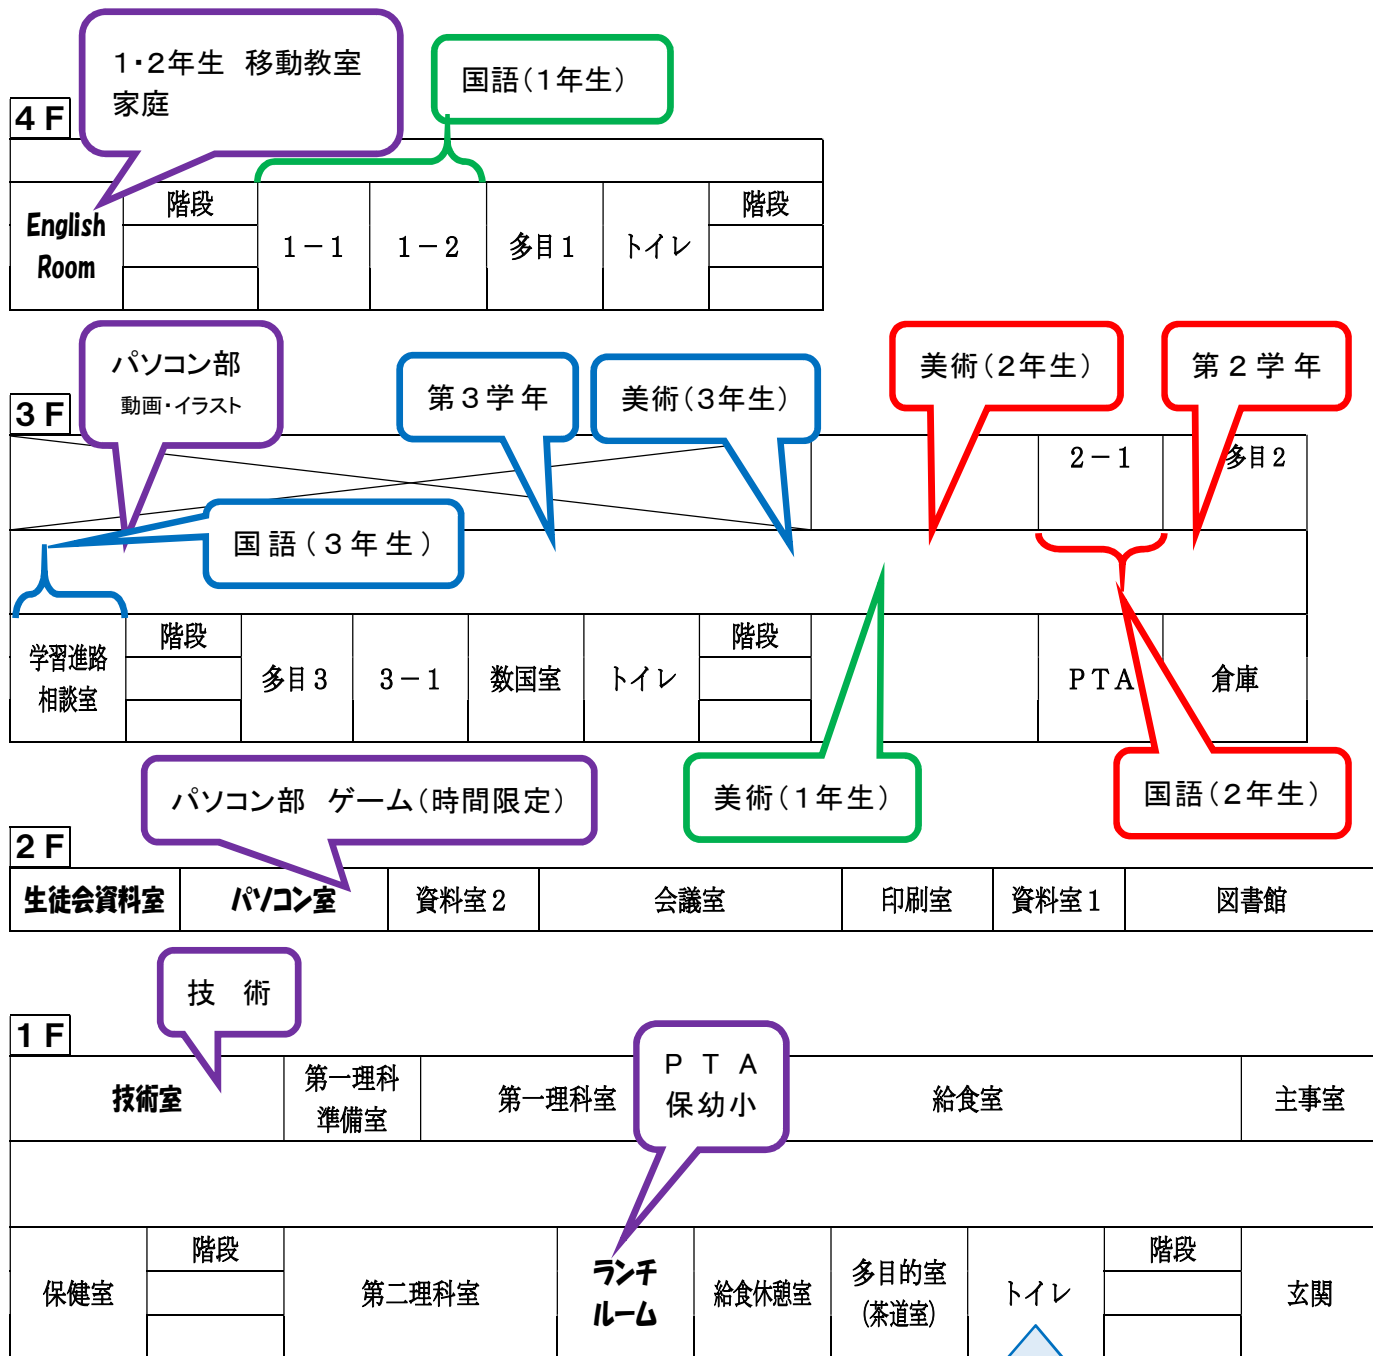 1・2年生 移動教室
家庭
国語(1年生)
4F
English
Room
階段
1-1
1-2
多目1
トイレ
階段
パソコン部
動画・イラスト
第3学年
美術(3年生)
美術(2年生)
第2学年
3F
2-1
多目2
国語(3年生)
学習進路
相談室
階段
多目3
3-1
数国室
トイレ
階段
PTA
倉庫
パソコン部 ゲーム(時間限定)
美術(1年生)
国語(2年生)
2F
生徒会資料室
パソコン室
資料室2
会議室
印刷室
資料室1
図書館
技 術
1F
PTA
保幼小
技術室
第一理科
準備室
第一理科室
給食室
主事室
保健室
階段
第二理科室
ランチ
ルーム
給食休憩室
多目的室
(茶道室)
トイレ
階段
玄関